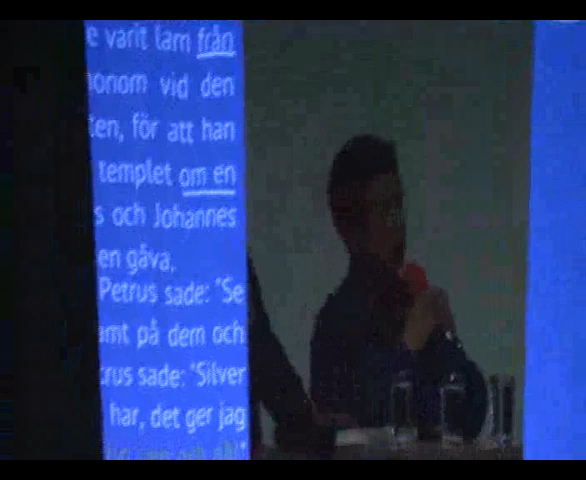 e varit lam från
onom vid den
ten, för att han
templet om en
s och Johannes
en gåva.
Petrus sade: "Se
amt på dem och
trus sade: "Silver
har, det ger jag